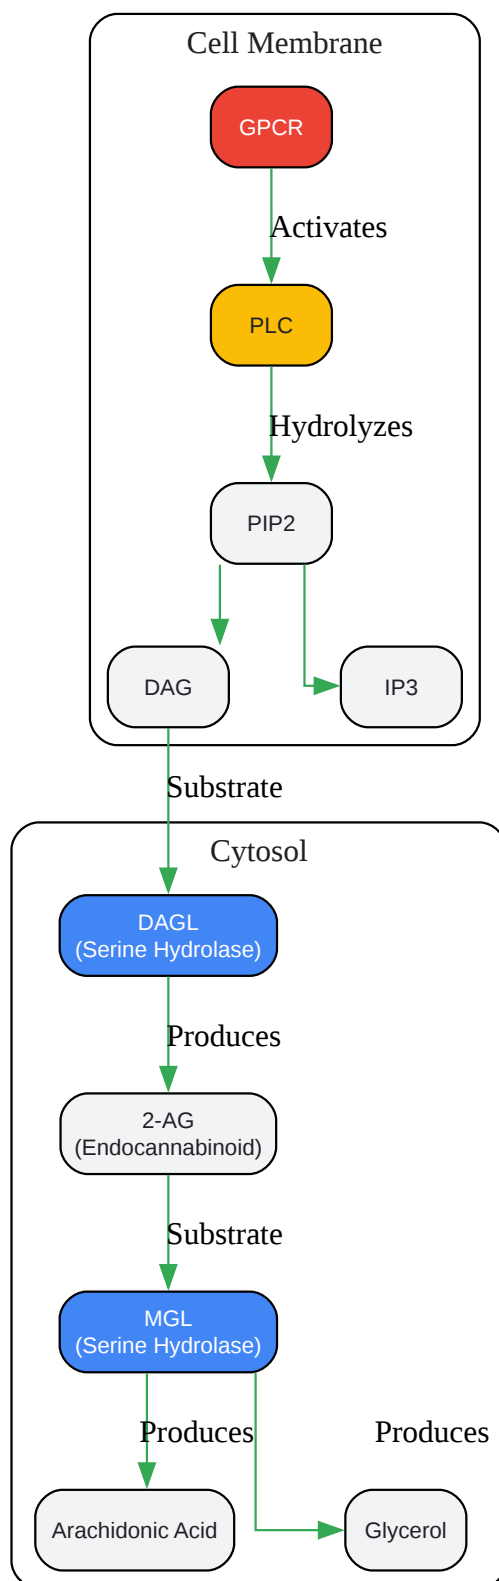 Cell Membrane
GPCR
Activates
PLC
Hydrolyzes
PIP2
DAG
IP3
Substrate
Cytosol
DAGL
(Serine Hydrolase)
Produces
2-AG
(Endocannabinoid)
Substrate
MGL
(Serine Hydrolase)
Produces
Produces
Arachidonic Acid
Glycerol